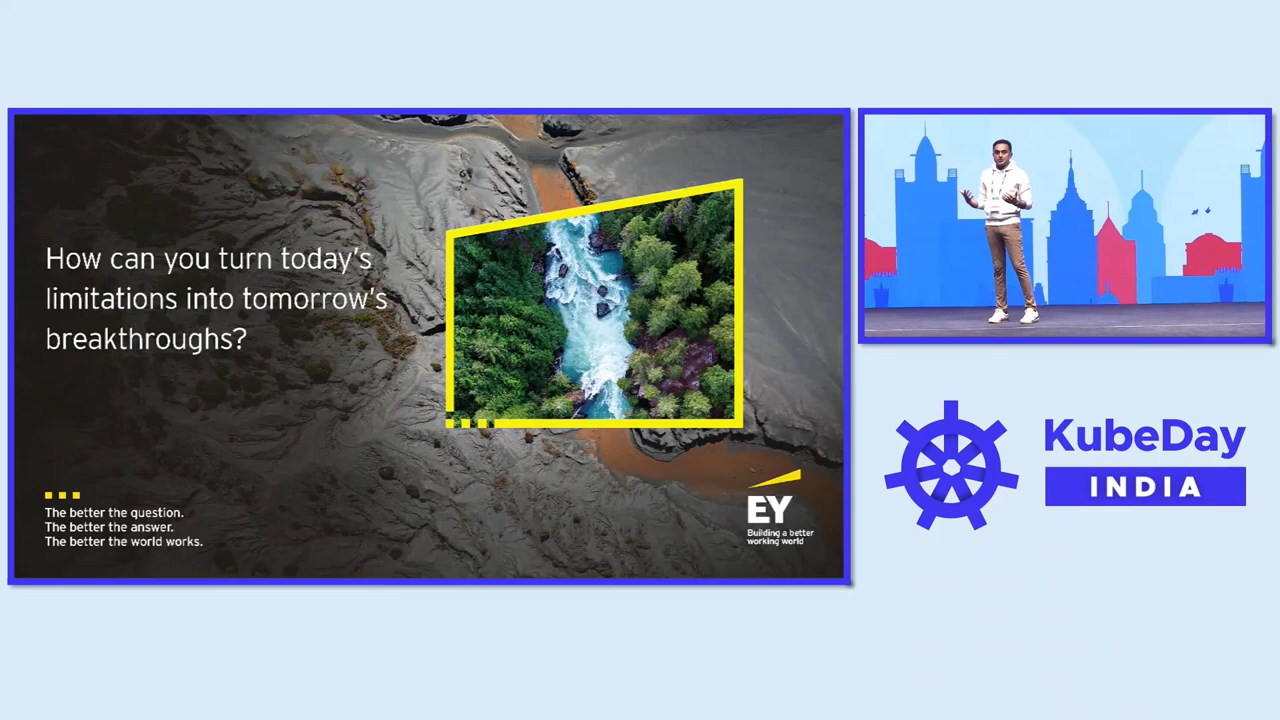 How can you turn today's
limitations into tomorrow's
breakthroughs?
The better the question.
The better the answer.
The better the world works.
EY
Building a better
working world
KubeDay
INDIA